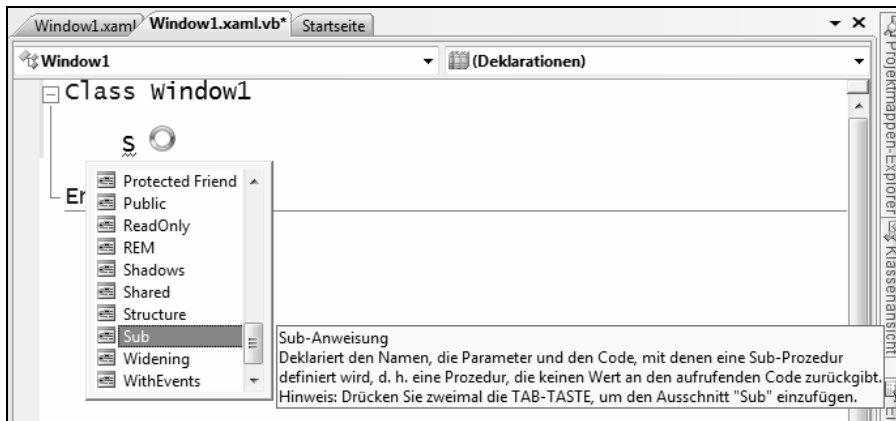 Window1.xaml Window1.xaml.vb* Startseite
Window1 (Deklarationen)
Class Window1
s
Protected Friend
Public
ReadOnly
REM
Shadows
Shared
Structure
Sub
Widening
WithEvents
Sub-Anweisung
Deklariert den Namen, die Parameter und den Code, mit denen eine Sub-Prozedur
definiert wird, d. h. eine Prozedur, die keinen Wert an den aufrufenden Code zurückgibt.
Hinweis: Drücken Sie zweimal die TAB-TASTE, um den Ausschnitt "Sub" einzufügen.
Projektmappen-Explorer
Klassenansicht